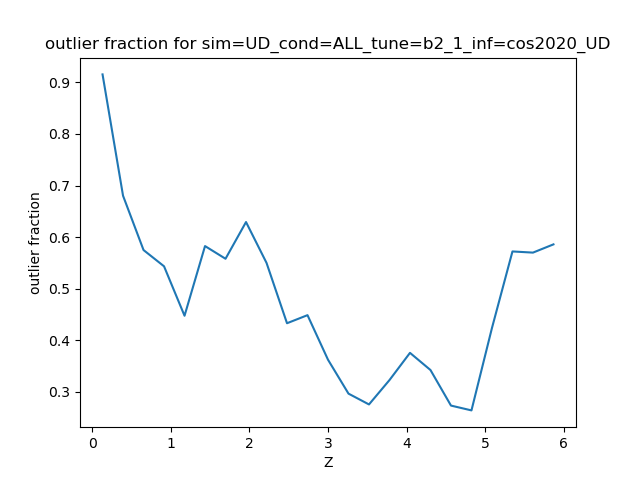 outlier fraction for sim=UD_cond=ALL_tune=b2_1_inf=cos2020_UD
0.9
0.8
0.7
0.6
0.5
0.4
0.3
outlier fraction
0 1 2 3 4 5 6
Z